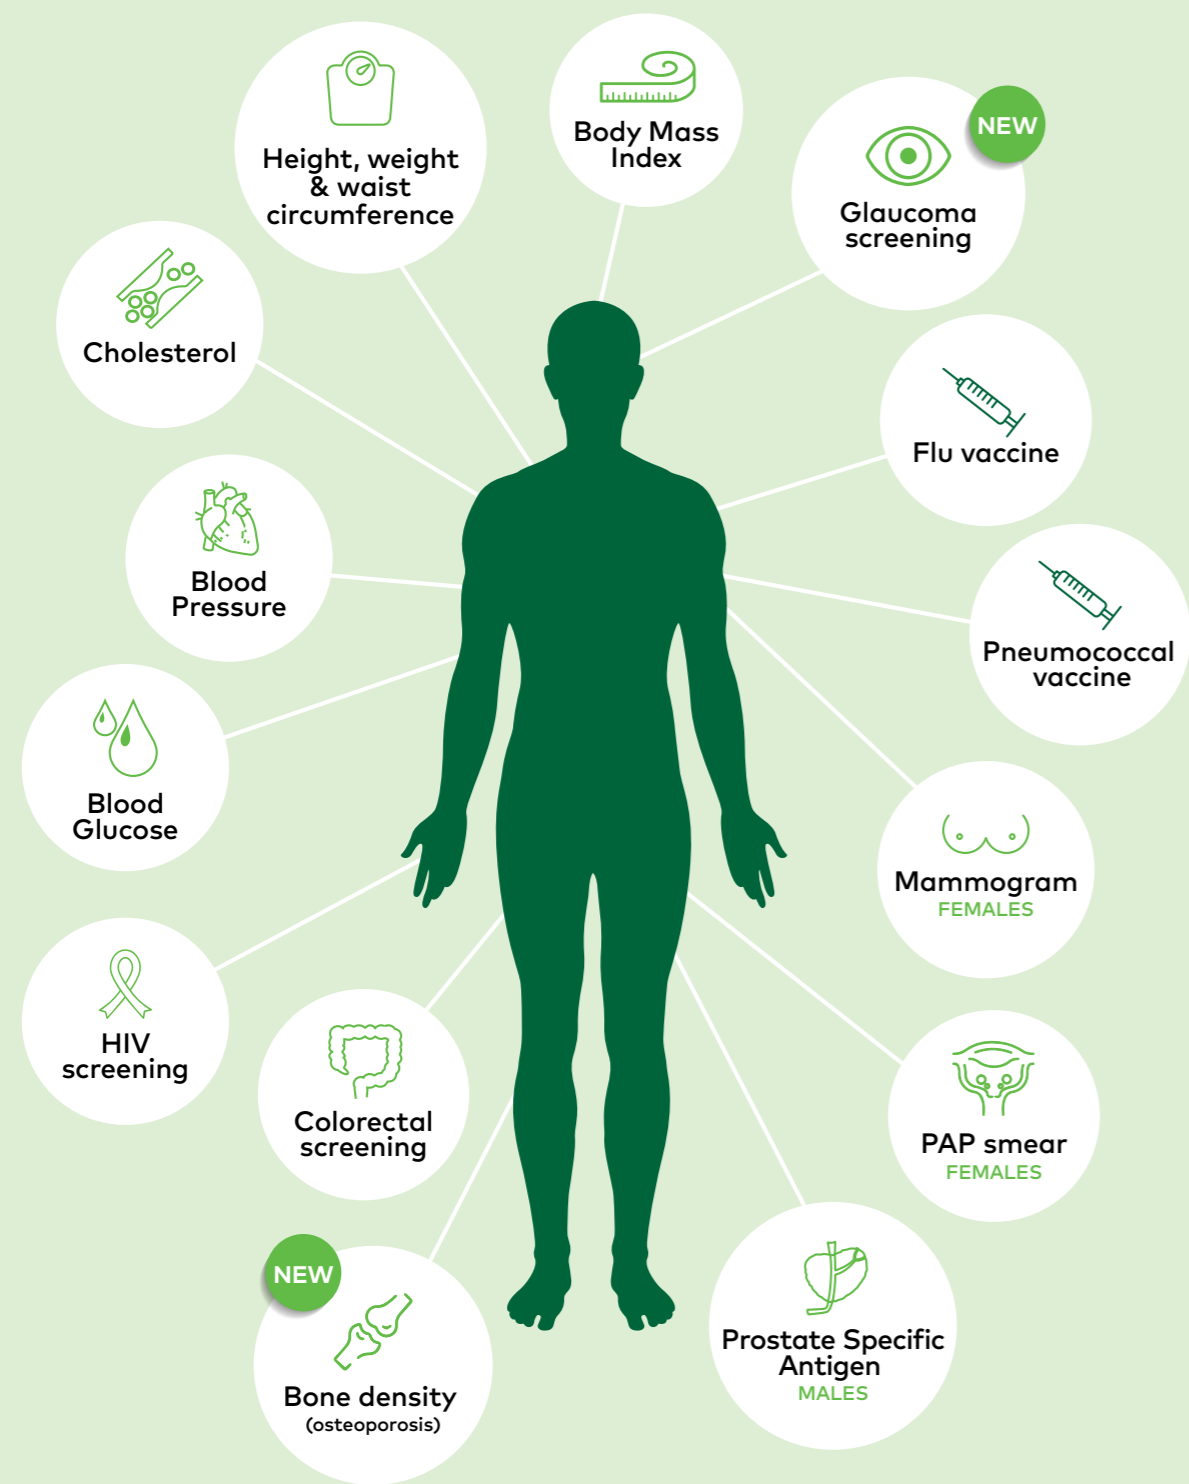 Height, weight
& waist
circumference
Body Mass
Index
NEW
Glaucoma
screening
Cholesterol
Flu vaccine
Blood
Pressure
Pneumococcal
vaccine
Blood
Glucose
Mammogram
FEMALES
HIV
screening
Colorectal
screening
PAP smear
FEMALES
NEW
Bone density
(osteoporosis)
Prostate Specific
Antigen
MALES